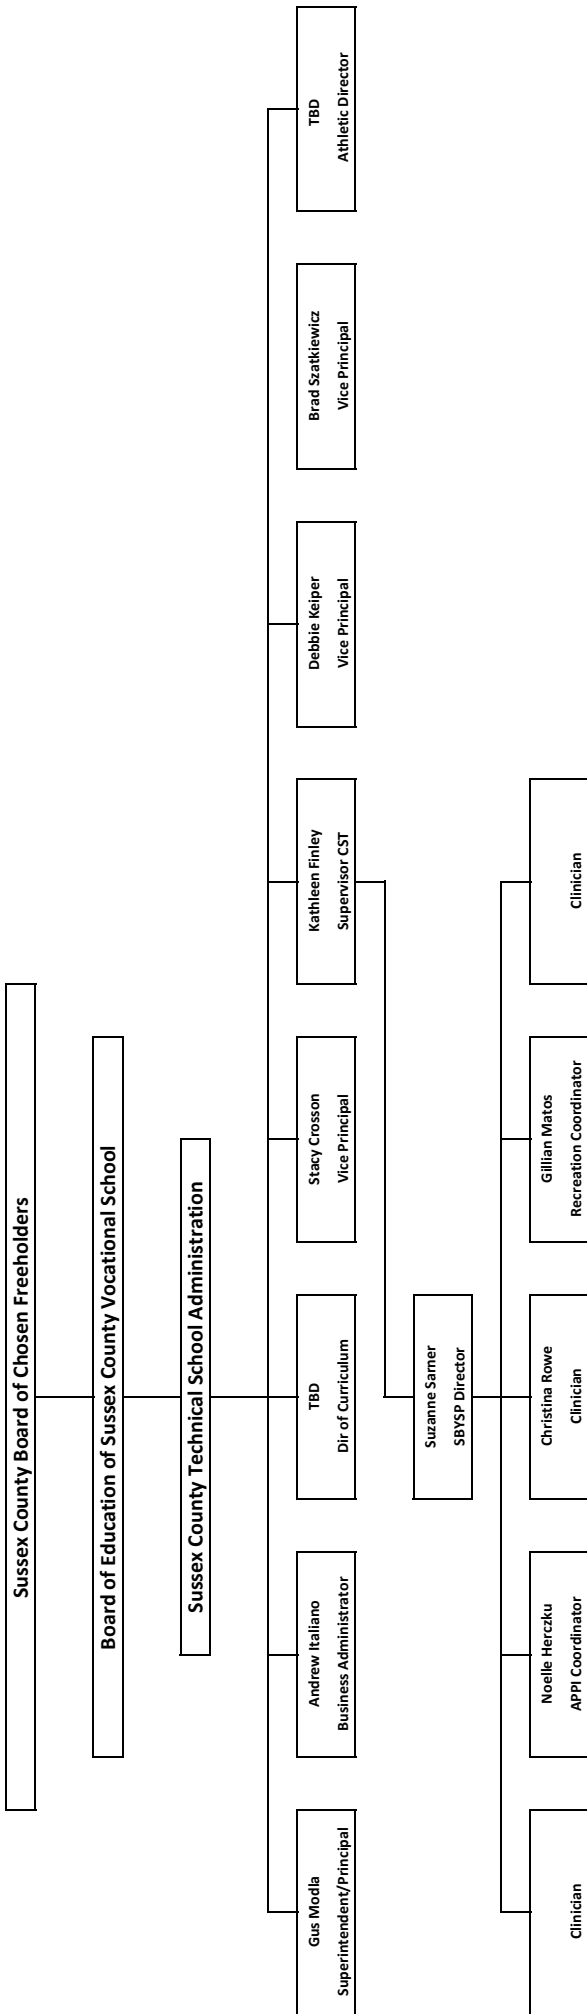 Sussex County Board of Chosen Freeholders
Board of Education of Sussex County Vocational School
Sussex County Technical School Administration
Gus Modla
Superintendent/Principal
Andrew Italiano
Business Administrator
TBD
Dir of Curriculum
Stacy Crosson
Vice Principal
Kathleen Finley
Supervisor CST
Debbie Keiper
Vice Principal
Brad Szatkiewicz
Vice Principal
TBD
Athletic Director
Suzanne Sarner
SBYSP Director
Clinician
Noelle Herczku
APPI Coordinator
Christina Rowe
Clinician
Gillian Matos
Recreation Coordinator
Clinician